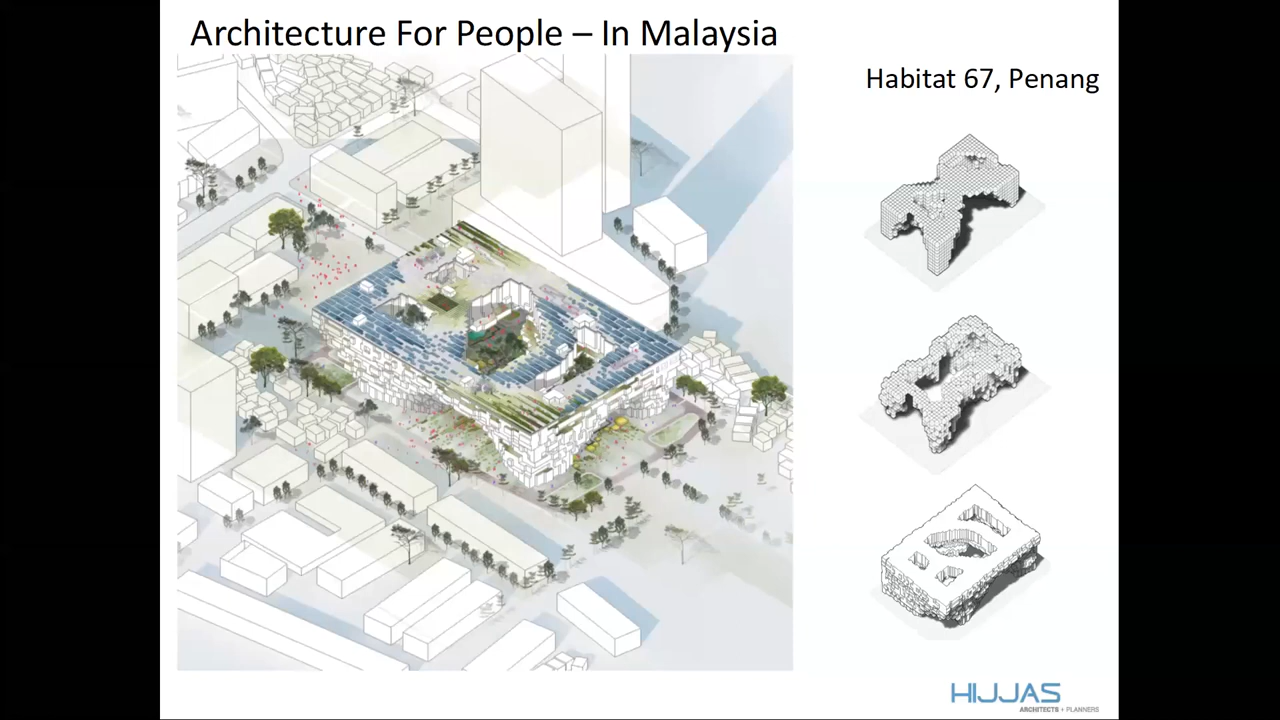 Architecture For People – In Malaysia
Habitat 67, Penang
HIJJAS
ARCHITECTS + PLANNERS